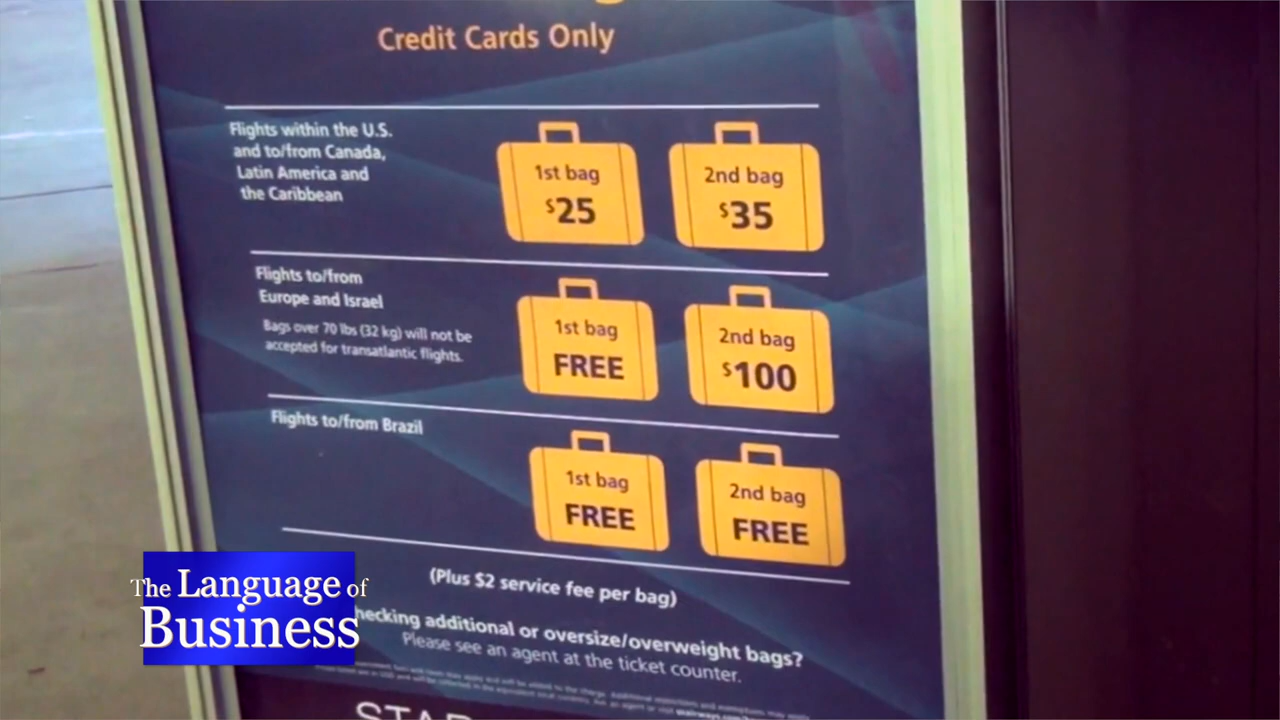 Credit Cards Only
Flights within the U.S.
and to/from Canada,
Latin America and
the Caribbean
1st bag
$25
2nd bag
$35
Flights to/from
Europe and Israel
Bags over 70 lbs (32 kg) will not be
accepted for transatlantic flights.
1st bag
FREE
2nd bag
$100
Flights to/from Brazil
1st bag
FREE
2nd bag
FREE
(Plus $2 service fee per bag)
hecking additional or oversize/overweight bags?
Please see an agent at the ticket counter.
The Language of
Business